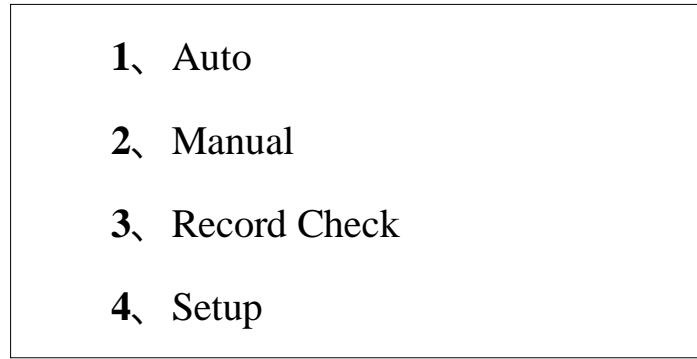 1、 Auto
2、 Manual
3、 Record Check
4、 Setup